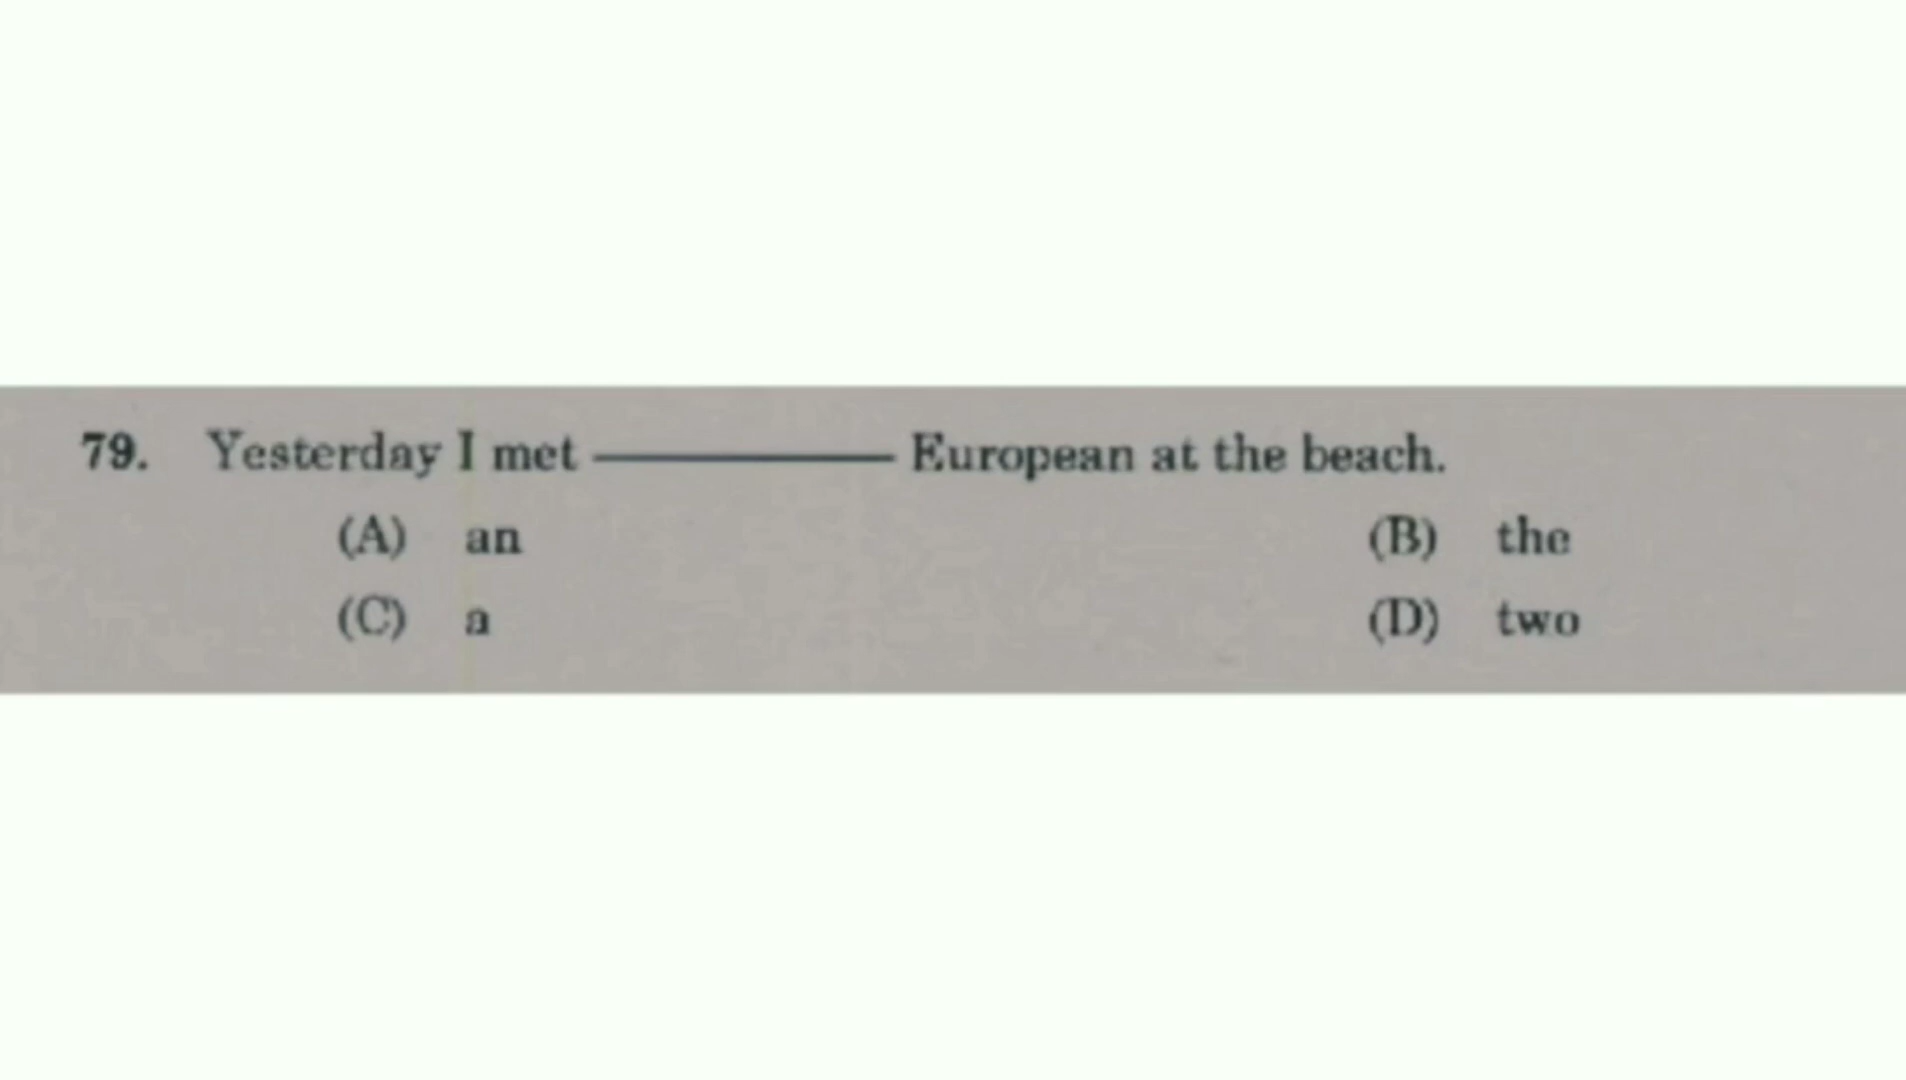 79. Yesterday I met ———— European at the beach.
(A) an (B) the
(C) a (D) two